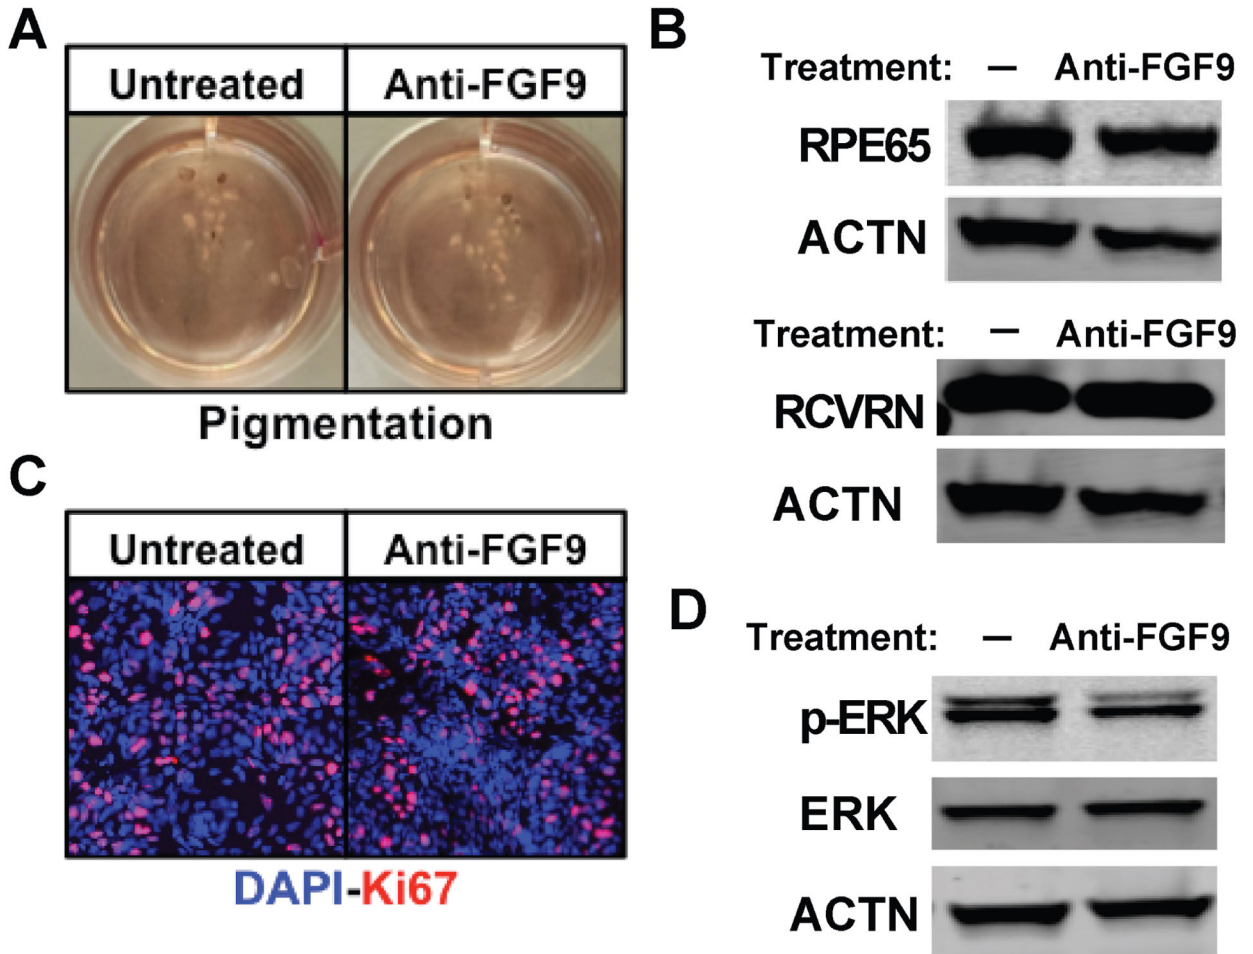 A
Untreated Anti-FGF9
Pigmentation
B
Treatment: – Anti-FGF9
RPE65
ACTN
Treatment: – Anti-FGF9
RCVRN
ACTN
C
Untreated Anti-FGF9
DAPI-Ki67
D
Treatment: – Anti-FGF9
p-ERK
ERK
ACTN